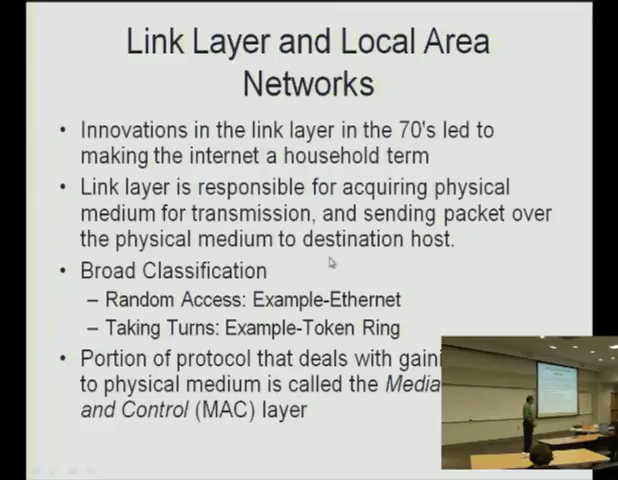 Link Layer and Local Area
Networks
• Innovations in the link layer in the 70's led to
making the internet a household term
• Link layer is responsible for acquiring physical
medium for transmission, and sending packet over
the physical medium to destination host.
• Broad Classification
– Random Access: Example-Ethernet
– Taking Turns: Example-Token Ring
• Portion of protocol that deals with
to physical medium is called the Media
and Control (MAC) layer